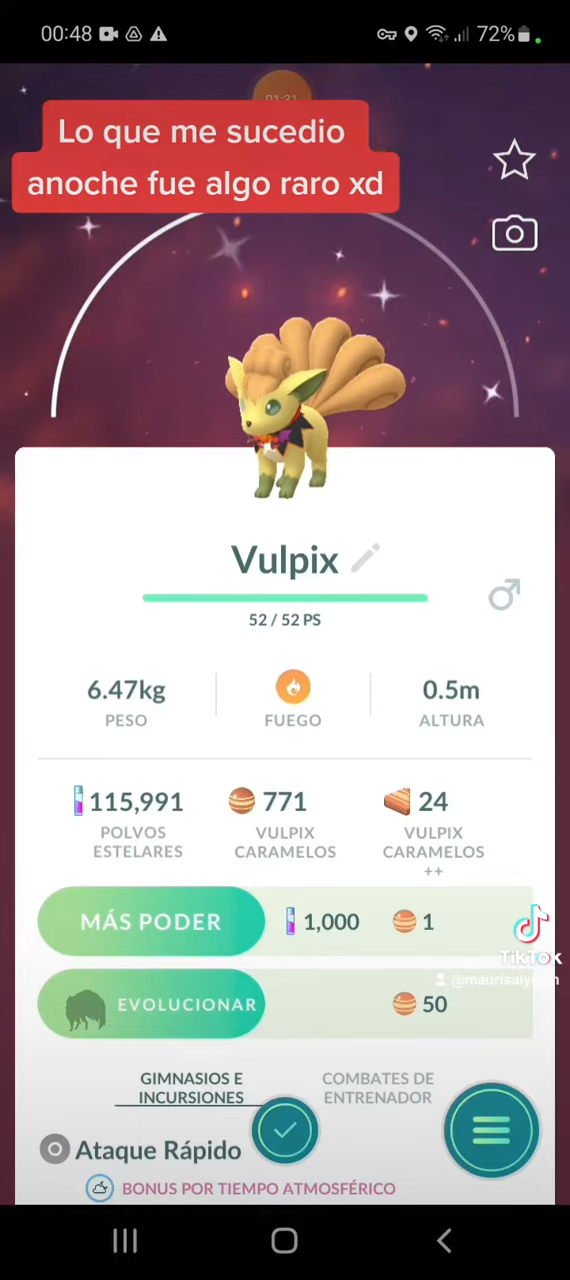 00:48
72%
01:31
Lo que me sucedio
anoche fue algo raro xd
Vulpix
52 / 52 PS
6.47kg
PESO
FUEGO
0.5m
ALTURA
115,991
POLVOS
ESTELARES
771
VULPIX
CARAMELOS
24
VULPIX
CARAMELOS
++
MÁS PODER
1,000
1
TikTok
EVOLUCIONAR
50
GIMNASIOS E
INCURSIONES
COMBATES DE
ENTRENADOR
Ataque Rápido
BONUS POR TIEMPO ATMOSFÉRICO